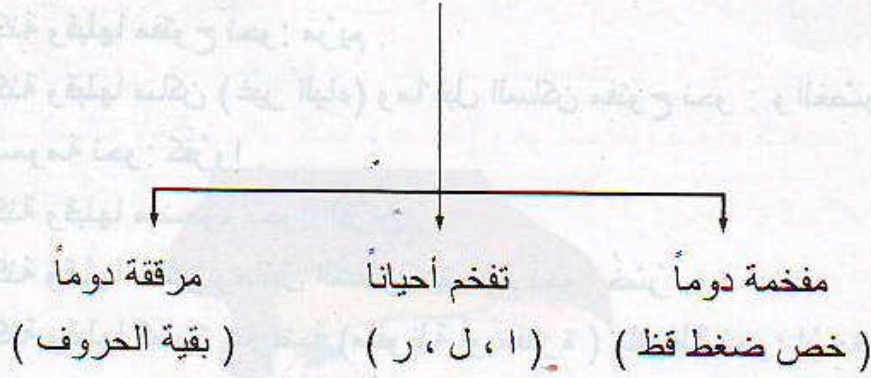 مفخمة دوماً
( خص ضغط قظ )
تفخم أحياناً
( ا ، ل ، ر )
مرققة دوماً
( بقية الحروف )